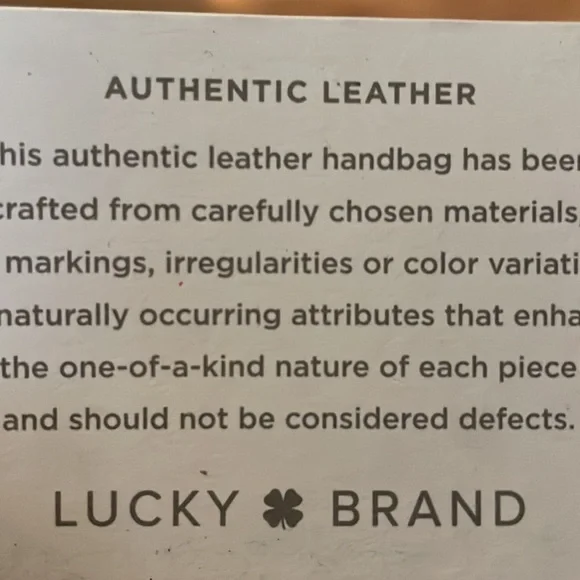 AUTHENTIC LEATHER
his authentic leather handbag has been
crafted from carefully chosen materials,
markings, irregularities or color variati
naturally occurring attributes that enha
the one-of-a-kind nature of each piece
and should not be considered defects.
LUCKY BRAND